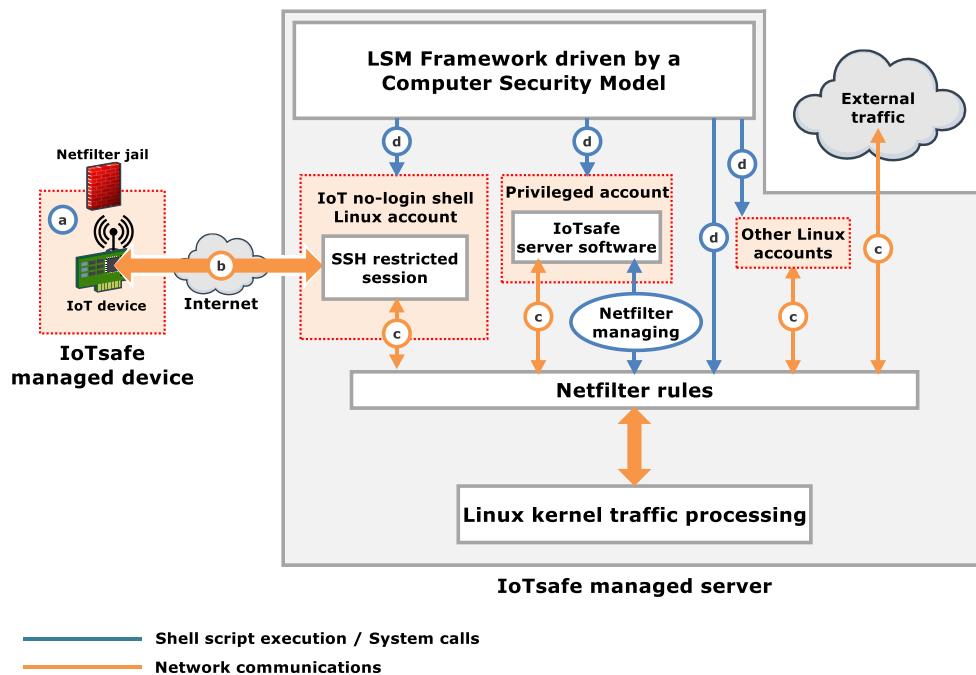 LSM Framework driven by a
Computer Security Model
External
traffic
d
d
d
d
Netfilter jail
a
IoT device
IoTsafe
managed device
b
Internet
IoT no-login shell
Linux account
SSH restricted
session
c
Privileged account
IoTsafe
server software
c
Netfilter
managing
Other Linux
accounts
c
c
Netfilter rules
Linux kernel traffic processing
IoTsafe managed server
Shell script execution / System calls
Network communications